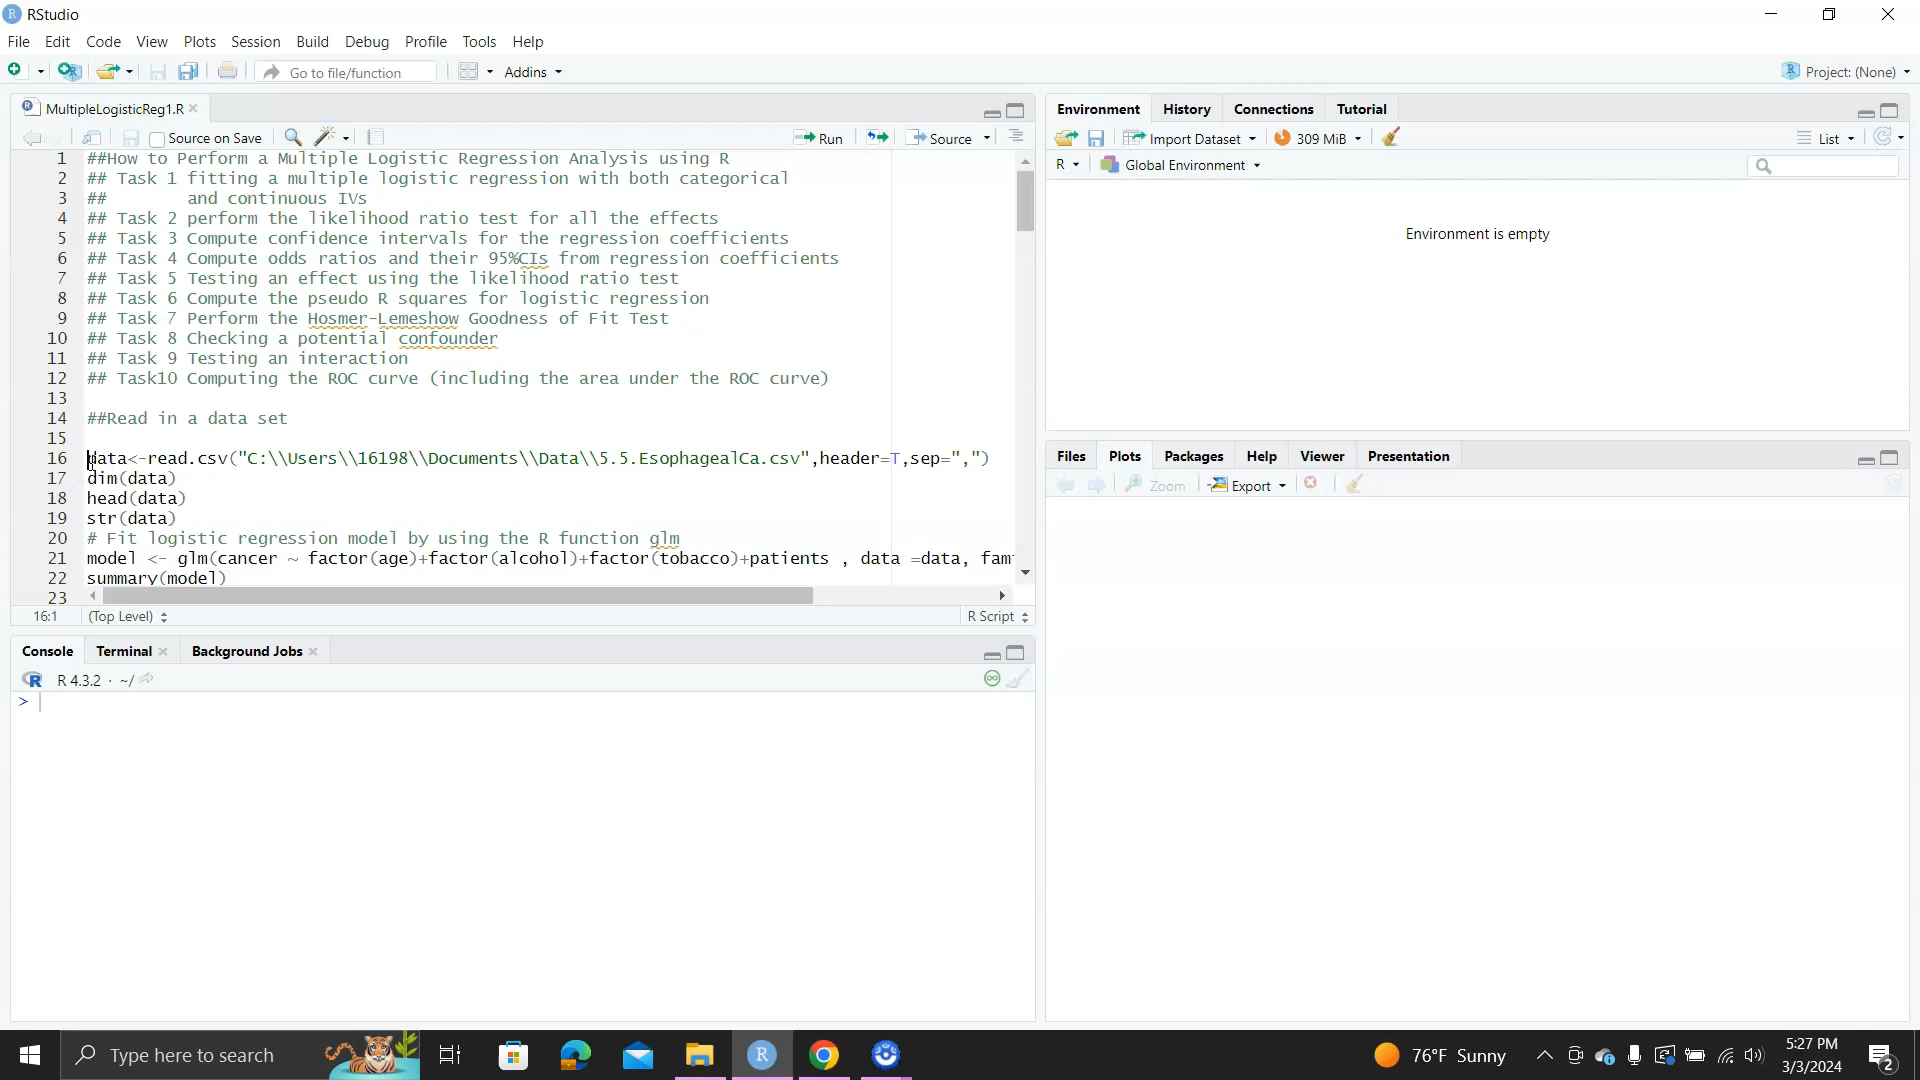 RStudio
File Edit Code View Plots Session Build Debug Profile Tools Help
Go to file/function Addins Project: (None)
MultipleLogisticReg1.R
Source on Save Run Source
1 ##How to Perform a Multiple Logistic Regression Analysis using R
2 ## Task 1 fitting a multiple logistic regression with both categorical
3 ## and continuous IVs
4 ## Task 2 perform the likelihood ratio test for all the effects
5 ## Task 3 Compute confidence intervals for the regression coefficients
6 ## Task 4 Compute odds ratios and their 95%CIs from regression coefficients
7 ## Task 5 Testing an effect using the likelihood ratio test
8 ## Task 6 Compute the pseudo R squares for logistic regression
9 ## Task 7 Perform the Hosmer-Lemeshow Goodness of Fit Test
10 ## Task 8 Checking a potential confounder
11 ## Task 9 Testing an interaction
12 ## Task10 Computing the ROC curve (including the area under the ROC curve)
13
14 ##Read in a data set
15
16 data<-read.csv("C:\\Users\\16198\\Documents\\Data\\5.5.EsophagealCa.csv",header=T,sep=",")
17 dim(data)
18 head(data)
19 str(data)
20 # Fit logistic regression model by using the R function glm
21 model <- glm(cancer ~ factor(age)+factor(alcohol)+factor(tobacco)+patients , data =data, fam
22 summary(model)
23
16:1 (Top Level) R Script
Console Terminal Background Jobs
R 4.3.2 · ~/
>
Environment History Connections Tutorial
Import Dataset 309 MiB List
R Global Environment
Environment is empty
Files Plots Packages Help Viewer Presentation
Zoom Export
Type here to search
76°F Sunny
5:27 PM
3/3/2024
2